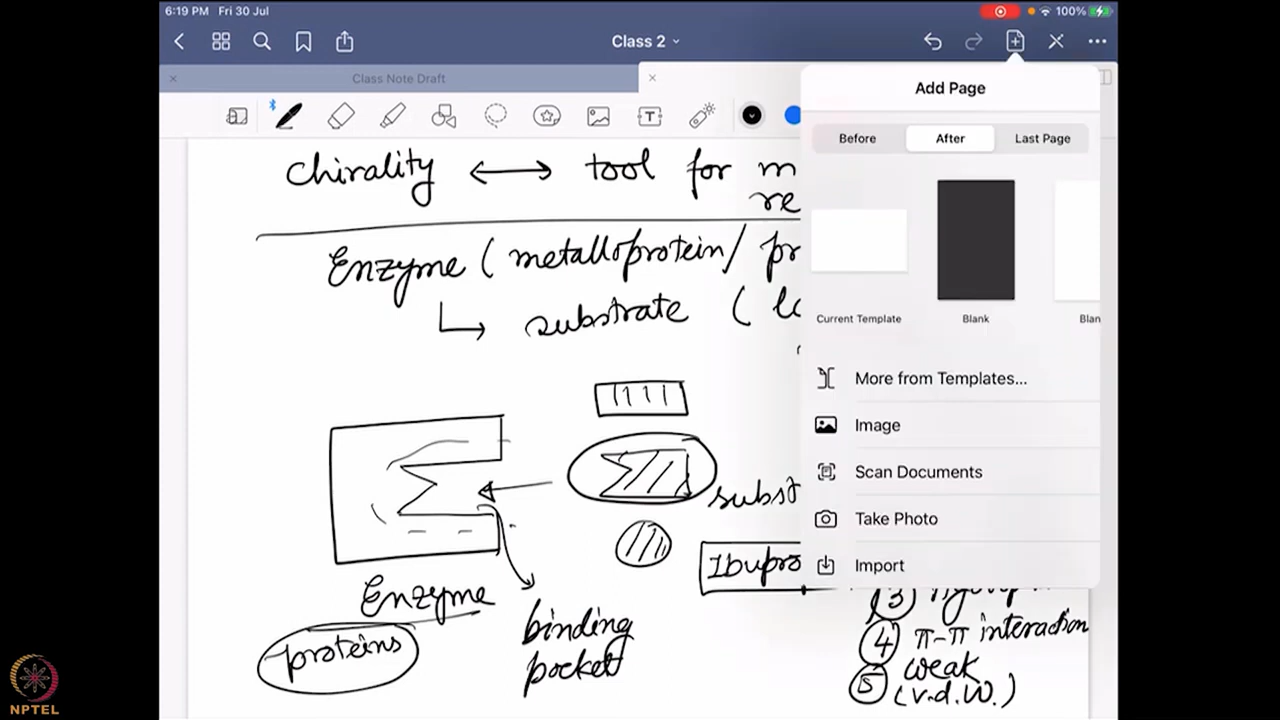 6:19 PM Fri 30 Jul
100%
Class 2
Class Note Draft
Add Page
Before After Last Page
Current Template
Blank
Blan
More from Templates...
Image
Scan Documents
Take Photo
Import
T
Chirality ⟷ tool for m
re
Enzyme ( metalloprotein/ pr
substrate (
subst
Ibupro
Enzyme
proteins
binding
pocket
(3)
(4) π-π interaction
(5) weak
(v.d.W.)
NPTEL